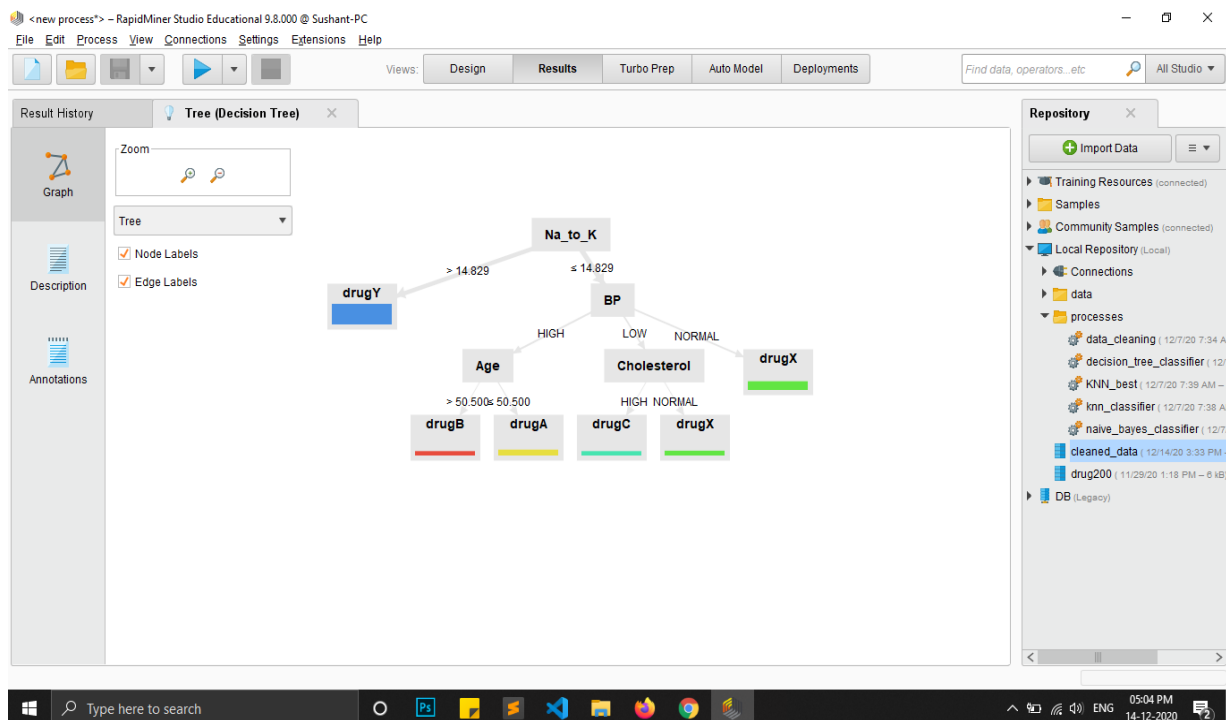 <new process*> – RapidMiner Studio Educational 9.8.000 @ Sushant-PC
File Edit Process View Connections Settings Extensions Help
Views: Design Results Turbo Prep Auto Model Deployments
Find data, operators...etc
All Studio
Result History
Tree (Decision Tree)
Graph
Description
Annotations
Zoom
Tree
Node Labels
Edge Labels
Na_to_K
> 14.829
≤ 14.829
drugY
BP
HIGH
LOW
NORMAL
Age
Cholesterol
drugX
> 50.500
≤ 50.500
HIGH
NORMAL
drugB
drugA
drugC
drugX
Repository
Import Data
Training Resources (connected)
Samples
Community Samples (connected)
Local Repository (Local)
Connections
data
processes
data_cleaning ( 12/7/20 7:34 A
decision_tree_classifier ( 12/
KNN_best ( 12/7/20 7:39 AM –
knn_classifier ( 12/7/20 7:38 A
naive_bayes_classifier ( 12/7
cleaned_data ( 12/14/20 3:33 PM
drug200 ( 11/29/20 1:18 PM – 6 kB)
DB (Legacy)
Type here to search
Ps
ENG
05:04 PM
14-12-2020
2